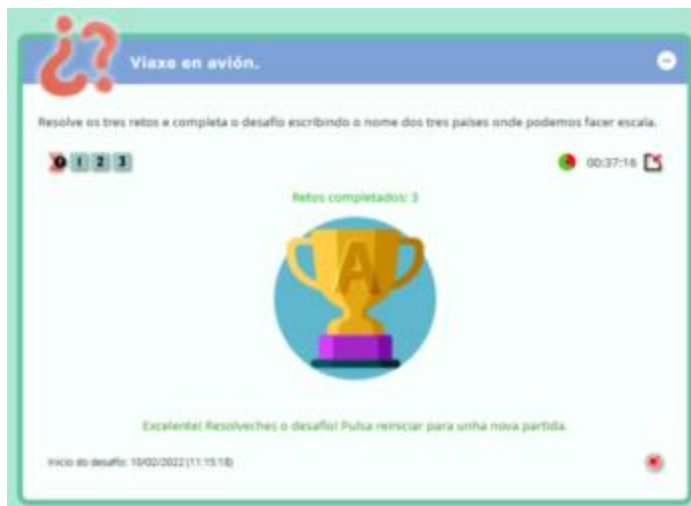 ¿?
Viaxe en avión.
Resolve os tres retos e completa o desafío escribindo o nome dos tres países onde podemos facer escala.
1 2 3
00:37:16
Retos completados: 3
A
Excelente! Resolveches o desafío! Pulsa reiniciar para unha nova partida.
Inicio do desafío: 10/02/2022 (11:15:18)